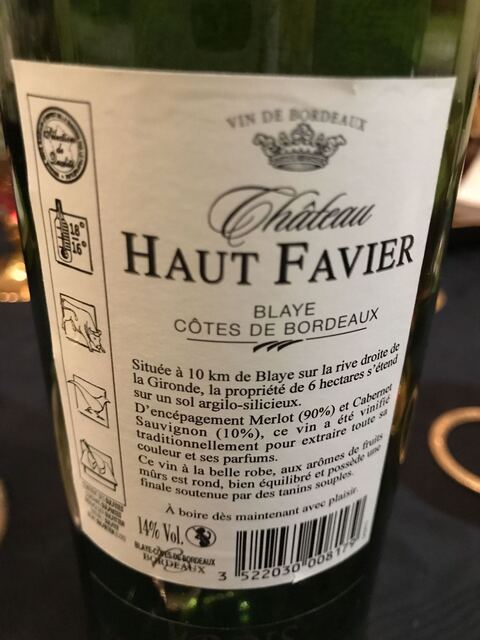 VIN DE BORDEAUX
Château
HAUT FAVIER
BLAYE
CÔTES DE BORDEAUX
Située à 10 km de Blaye sur la rive droite de
la Gironde, la propriété de 6 hectares s'étend
sur un sol argilo-silicieux.
D'encépagement Merlot (90%) et Cabernet
Sauvignon (10%), ce vin a été vinifié
traditionnellement pour extraire toute sa
couleur et ses parfums.
Ce vin à la belle robe, aux arômes de fruits
mûrs est rond, bien équilibré et possède une
finale soutenue par des tanins souples.
À boire dès maintenant avec plaisir.
14% Vol.
BLAYE-CÔTES DE BORDEAUX
BORDEAUX
3 522030 008179
18°
16°